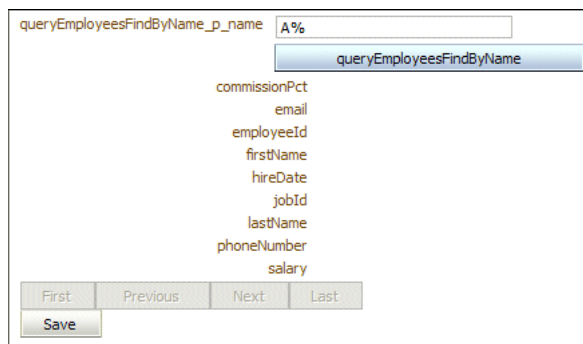 queryEmployeesFindByName_p_name A%
queryEmployeesFindByName
commissionPct
email
employeeId
firstName
hireDate
jobId
lastName
phoneNumber
salary
First Previous Next Last
Save